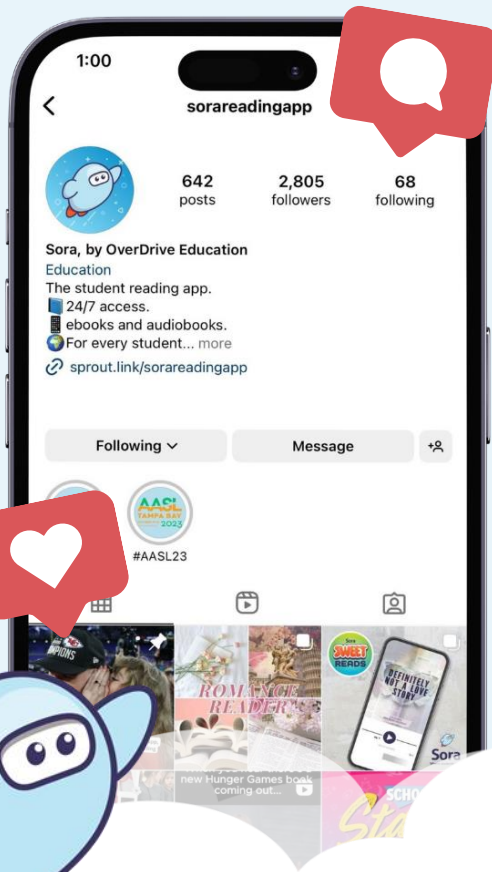 1:00
sorareadingapp
642
posts
2,805
followers
68
following
Sora, by OverDrive Education
Education
The student reading app.
24/7 access.
ebooks and audiobooks.
For every student... more
sprout.link/sorareadingapp
Following
Message
AASL
TAMPA BAY
2023
#AASL23
ROMANCE
READER
Sora
SWEET
READS
DEFINITELY
NOT A LOVE
STORY
Sora
new Hunger Games book
coming out...
SCHO